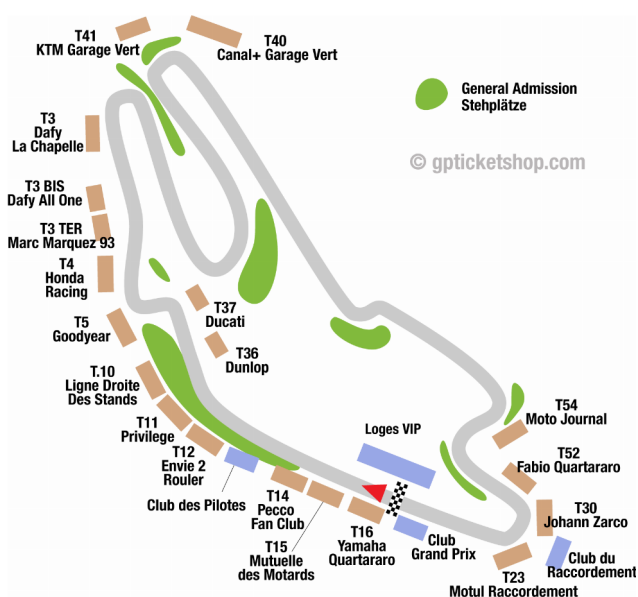 T41
KTM Garage Vert
T40
Canal+ Garage Vert
General Admission
Stehplätze
© gpticketshop.com
T3
Dafy
La Chapelle
T3 BIS
Dafy All One
T3 TER
Marc Marquez 93
T4
Honda
Racing
T5
Goodyear
T37
Ducati
T36
Dunlop
T.10
Ligne Droite
Des Stands
T11
Privilege
T12
Envie 2
Rouler
Club des Pilotes
T14
Pecco
Fan Club
T15
Mutuelle
des Motards
T16
Yamaha
Quartararo
Loges VIP
Club
Grand Prix
T54
Moto Journal
T52
Fabio Quartararo
T30
Johann Zarco
Club du
Raccordement
T23
Motul Raccordement